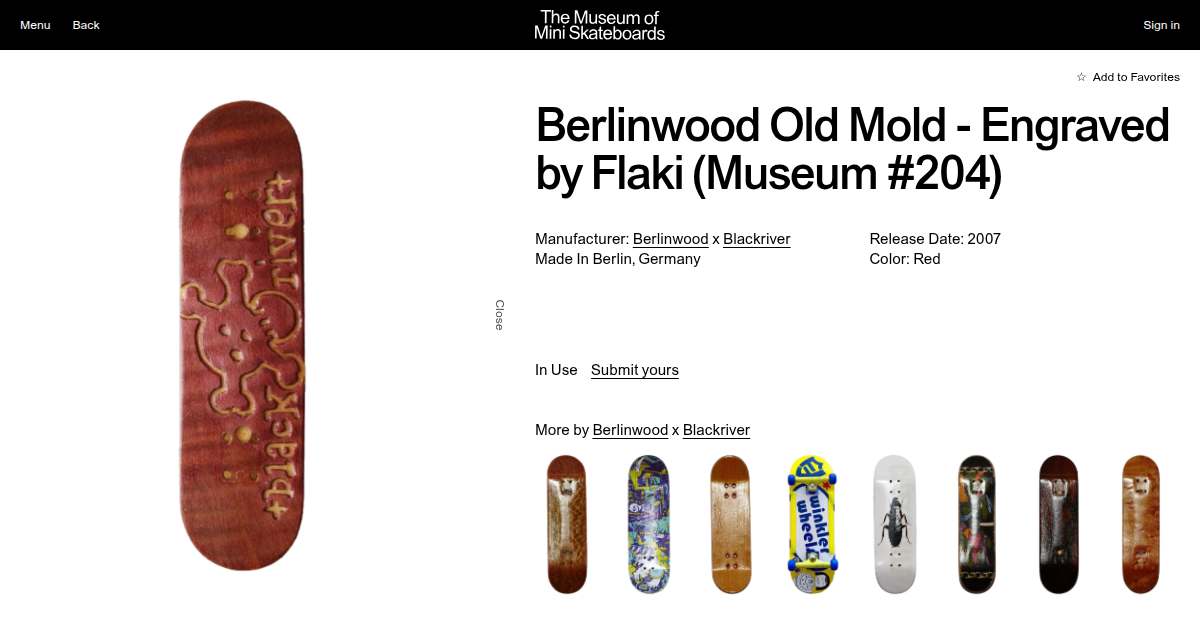 Menu
Back
The Museum of
Mini Skateboards
Sign in
☆ Add to Favorites
Berlinwood Old Mold - Engraved
by Flaki (Museum #204)
Manufacturer: Berlinwood x Blackriver
Made In Berlin, Germany
Release Date: 2007
Color: Red
+black river+
Close
In Use
Submit yours
More by Berlinwood x Blackriver
winkler
wheels